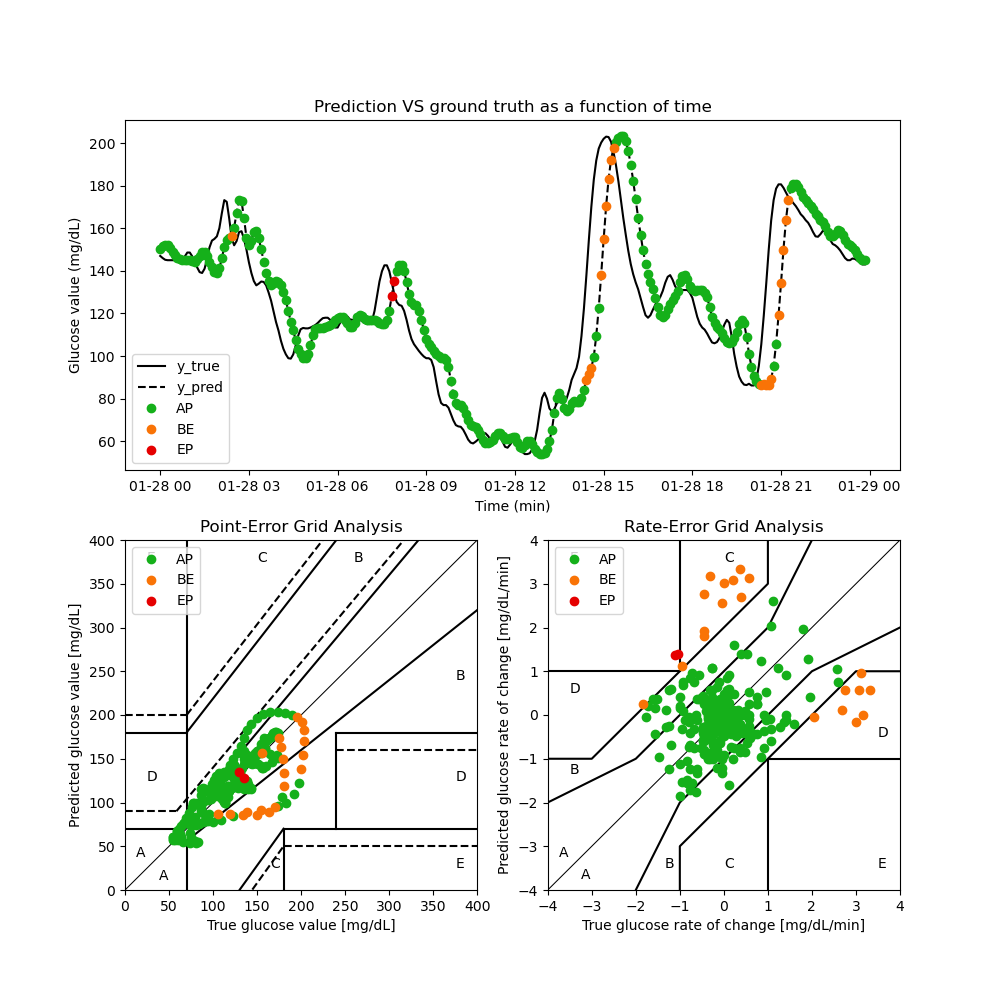 Prediction VS ground truth as a function of time
Glucose value (mg/dL)
200
180
160
140
120
100
80
60
y_true
y_pred
AP
BE
EP
01-28 00 01-28 03 01-28 06 01-28 09 01-28 12 01-28 15 01-28 18 01-28 21 01-29 00
Time (min)
Point-Error Grid Analysis
Predicted glucose value [mg/dL]
400
350
300
250
200
150
100
50
0
AP
BE
EP
C
B
B
D
D
A
A
C
E
0 50 100 150 200 250 300 350 400
True glucose value [mg/dL]
Rate-Error Grid Analysis
Predicted glucose rate of change [mg/dL/min]
4
3
2
1
0
−1
−2
−3
−4
AP
BE
EP
C
D
D
B
A
A
B
C
E
−4 −3 −2 −1 0 1 2 3 4
True glucose rate of change [mg/dL/min]